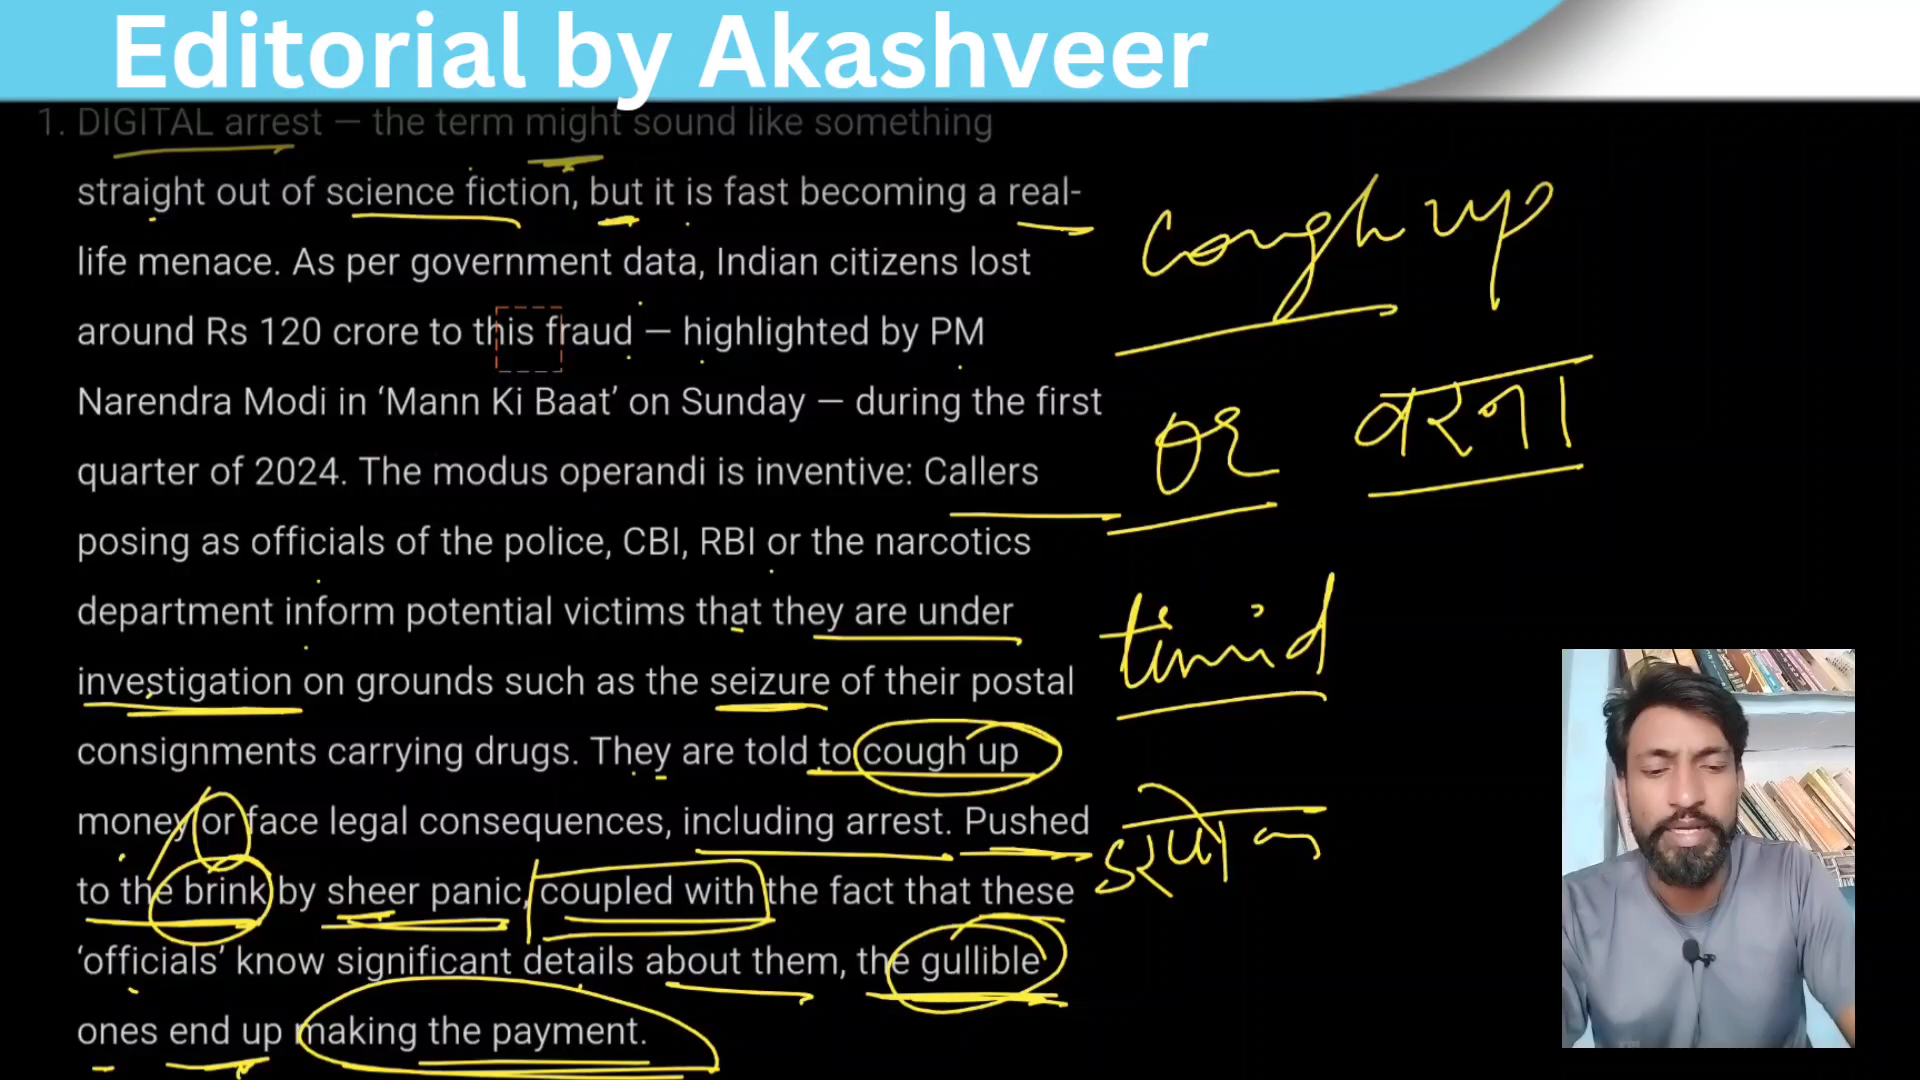 Editorial by Akashveer
1. DIGITAL arrest — the term might sound like something
straight out of science fiction, but it is fast becoming a real-
life menace. As per government data, Indian citizens lost
around Rs 120 crore to this fraud — highlighted by PM
Narendra Modi in ‘Mann Ki Baat’ on Sunday — during the first
quarter of 2024. The modus operandi is inventive: Callers
posing as officials of the police, CBI, RBI or the narcotics
department inform potential victims that they are under
investigation on grounds such as the seizure of their postal
consignments carrying drugs. They are told to cough up
money or face legal consequences, including arrest. Pushed
to the brink by sheer panic, coupled with the fact that these
‘officials’ know significant details about them, the gullible
ones end up making the payment.
cough up
or वरना
timid
डरपोक